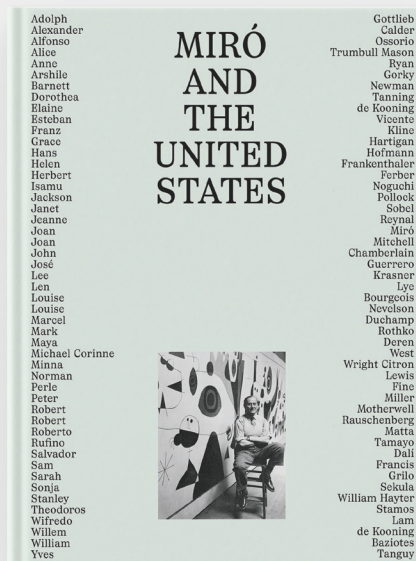 Adolph
Alexander
Alfonso
Alice
Anne
Arshile
Barnett
Dorothea
Elaine
Esteban
Franz
Grace
Hans
Helen
Herbert
Isamu
Jackson
Janet
Jeanne
Joan
Joan
John
José
Lee
Len
Louise
Louise
Marcel
Mark
Maya
Michael Corinne
Minna
Norman
Perle
Peter
Robert
Robert
Roberto
Rufino
Salvador
Sam
Sarah
Sonja
Stanley
Theodoros
Wifredo
Willem
William
Yves
MIRÓ
AND
THE
UNITED
STATES
Gottlieb
Calder
Ossorio
Trumbull Mason
Ryan
Gorky
Newman
Tanning
de Kooning
Vicente
Kline
Hartigan
Hofmann
Frankenthaler
Ferber
Noguchi
Pollock
Sobel
Reynal
Miró
Mitchell
Chamberlain
Guerrero
Krasner
Lye
Bourgeois
Nevelson
Duchamp
Rothko
Deren
West
Wright Citron
Lewis
Fine
Miller
Motherwell
Rauschenberg
Matta
Tamayo
Dalí
Francis
Grilo
Sekula
William Hayter
Stamos
Lam
de Kooning
Baziotes
Tanguy